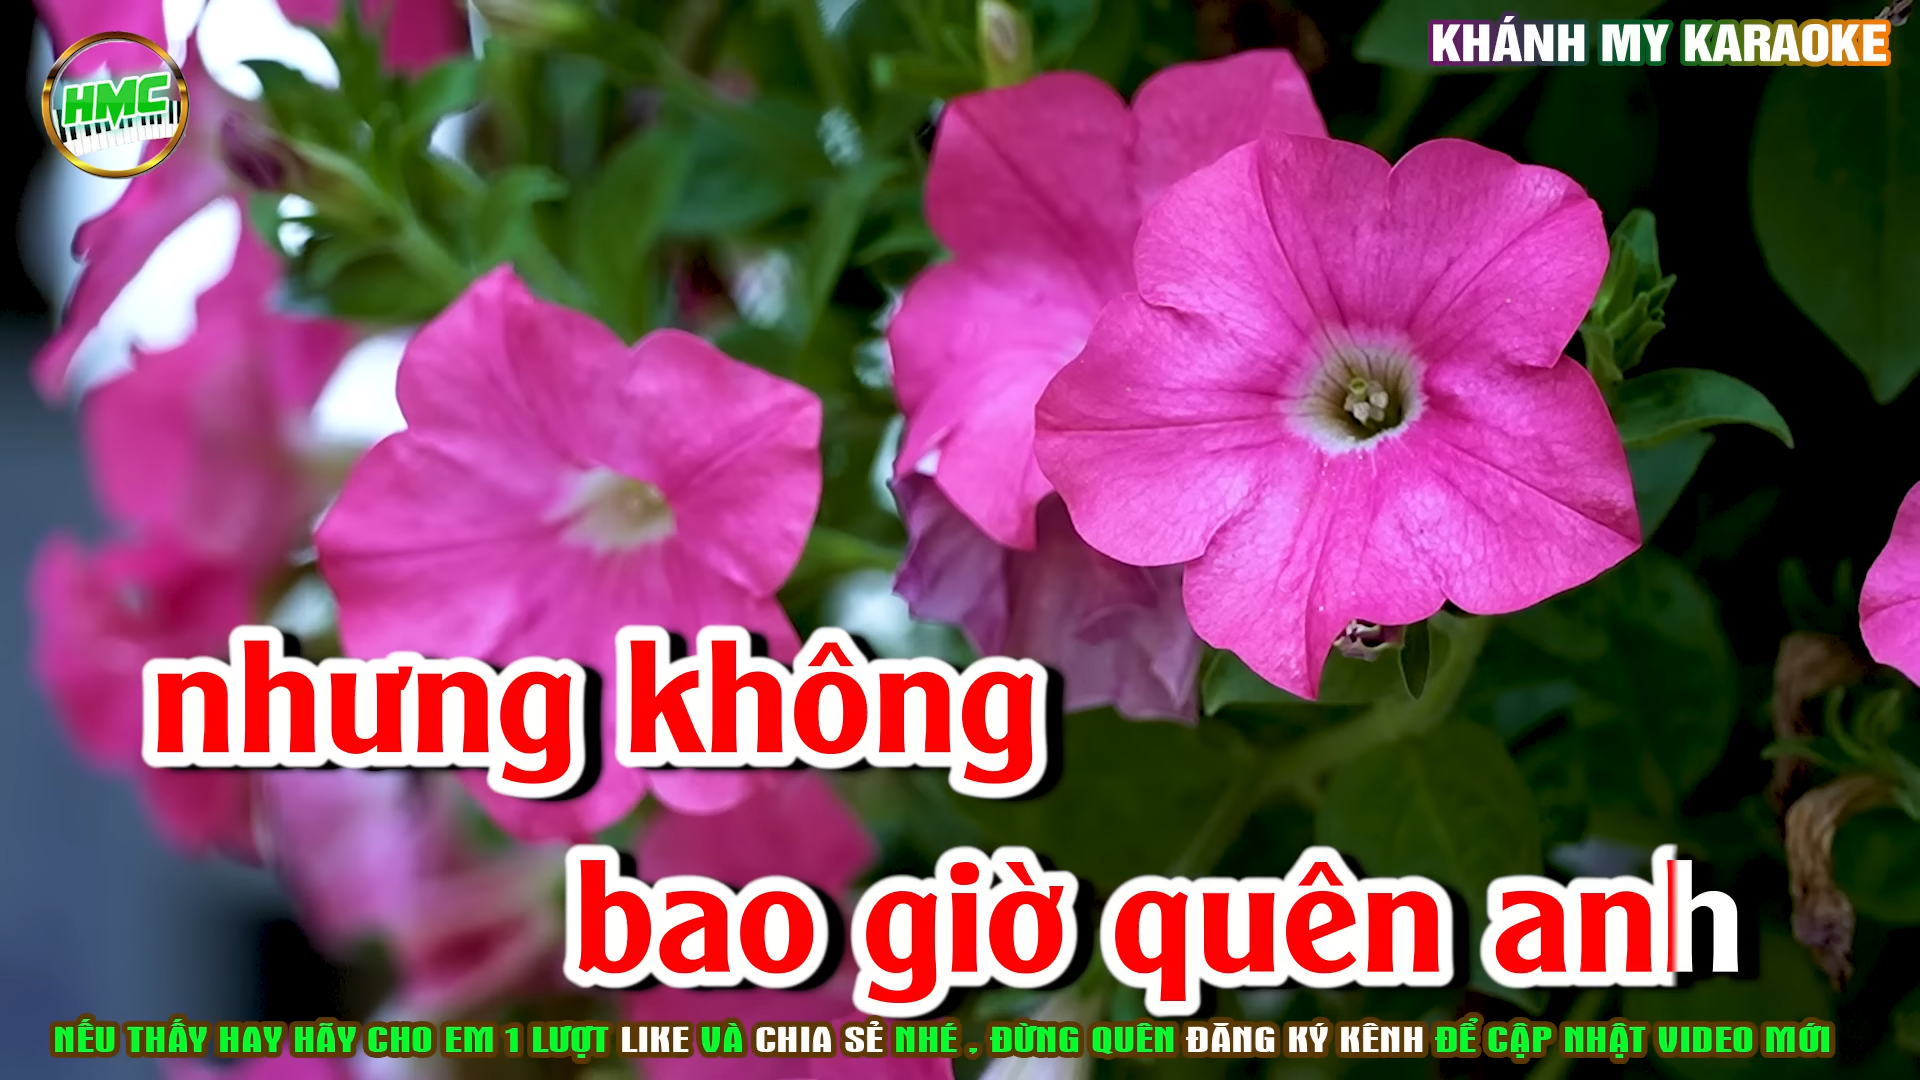 HMC
KHÁNH MY KARAOKE
nhưng không
bao giờ quên anh
NẾU THẤY HAY HÃY CHO EM 1 LƯỢT LIKE VÀ CHIA SẺ NHÉ , ĐỪNG QUÊN ĐĂNG KÝ KÊNH ĐỂ CẬP NHẬT VIDEO MỚI